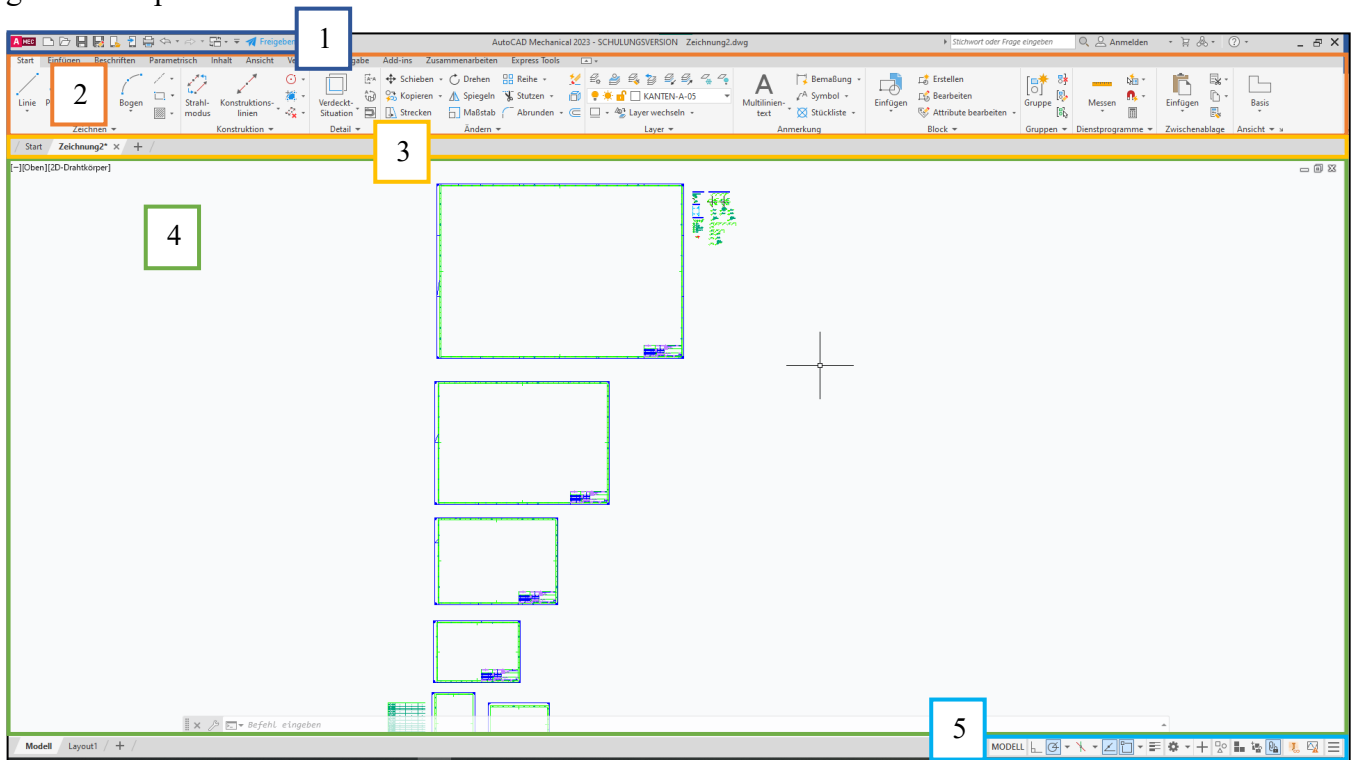 1
A MEC Freigeben AutoCAD Mechanical 2023 - SCHULUNGSVERSION Zeichnung2.dwg Stichwort oder Frage eingeben Anmelden
Start Einfügen Beschriften Parametrisch Inhalt Ansicht Add-ins Zusammenarbeiten Express Tools
2
Schieben Drehen Reihe
Kopieren Spiegeln Stutzen KANTEN-A-05
Strecken Maßstab Abrunden Layer wechseln
Linie Bogen Strahl-modus Konstruktions-linien Verdeckt-Situation
A Multilinien-text
Bemaßung
Symbol
Stückliste
Einfügen
Erstellen
Bearbeiten
Attribute bearbeiten
Gruppe Messen Einfügen Basis
Zeichnen Konstruktion Detail Ändern Layer Anmerkung Block Gruppen Dienstprogramme Zwischenablage Ansicht
Start Zeichnung2* × +
3
[−][Oben][2D-Drahtkörper]
4
Befehl eingeben
5
Modell Layout1 + MODELL